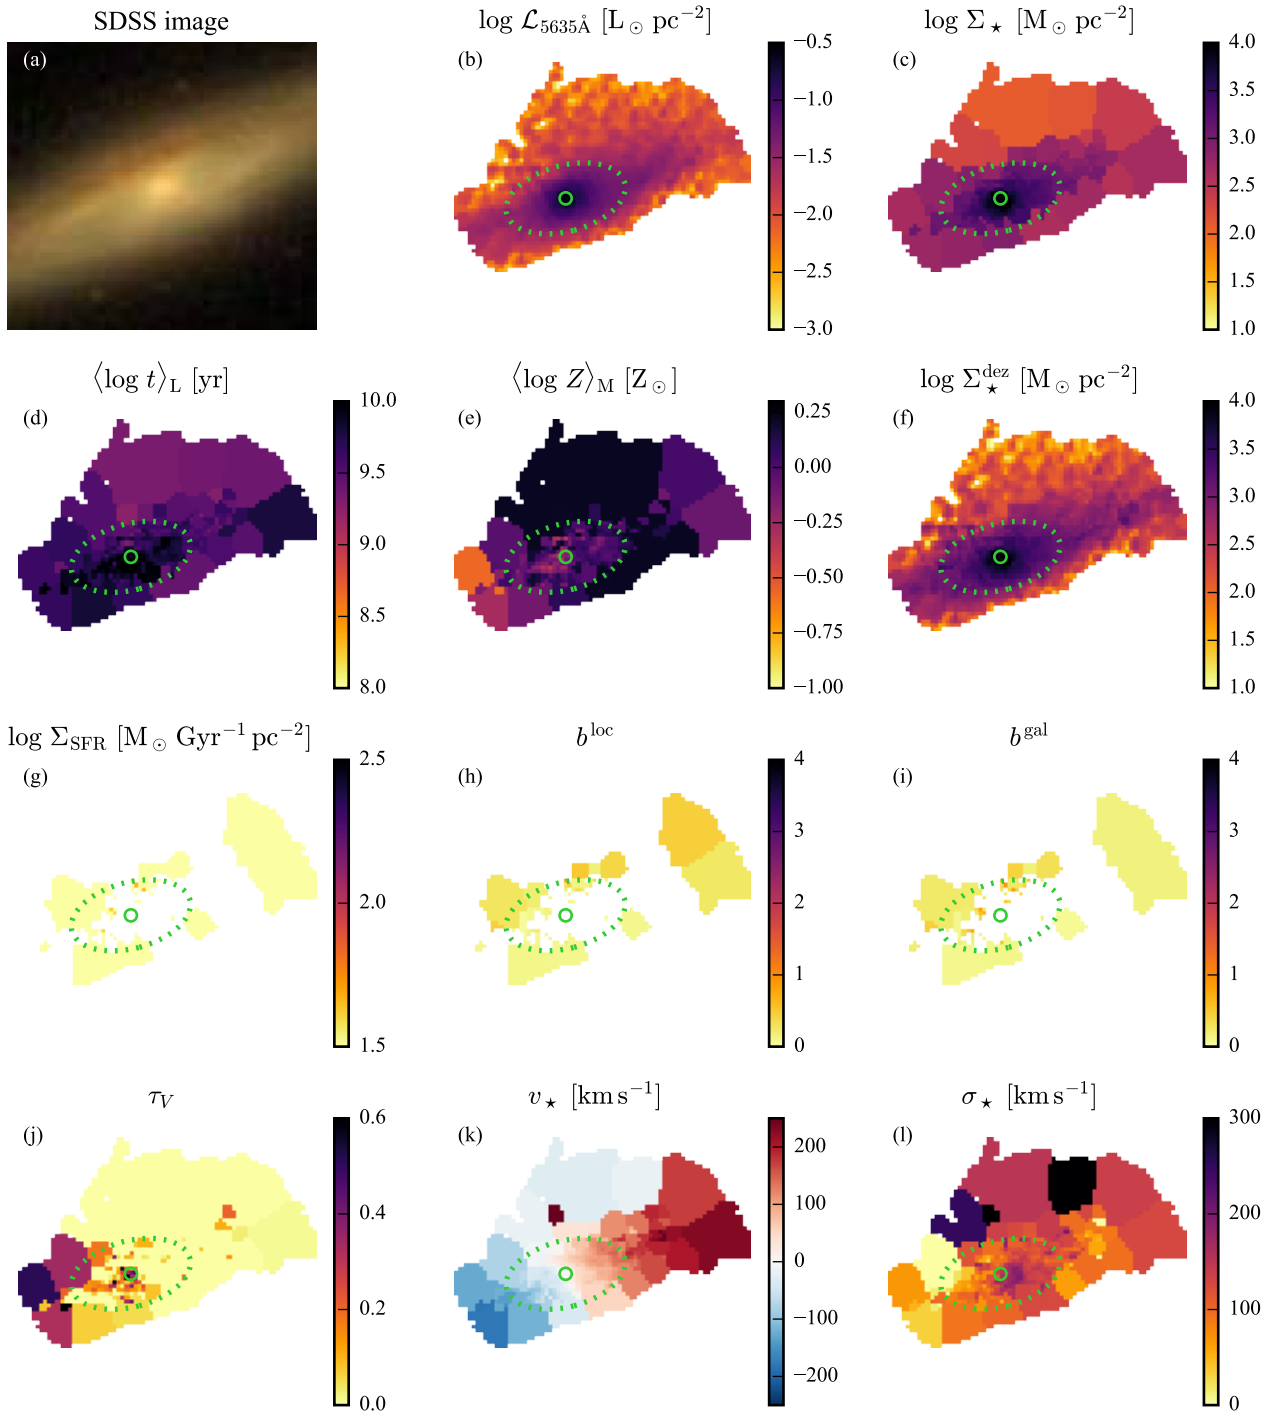 SDSS image
log ℒ₅₆₃₅Å [L⊙ pc⁻²]
log Σ⋆ [M⊙ pc⁻²]
(a)
(b)
−0.5
−1.0
−1.5
−2.0
−2.5
−3.0
(c)
4.0
3.5
3.0
2.5
2.0
1.5
1.0
⟨log t⟩L [yr]
⟨log Z⟩M [Z⊙]
log Σ⋆ᵈᵉᶻ [M⊙ pc⁻²]
(d)
10.0
9.5
9.0
8.5
8.0
(e)
0.25
0.00
−0.25
−0.50
−0.75
−1.00
(f)
4.0
3.5
3.0
2.5
2.0
1.5
1.0
log ΣSFR [M⊙ Gyr⁻¹ pc⁻²]
bˡᵒᶜ
bᵍᵃˡ
(g)
2.5
2.0
1.5
(h)
4
3
2
1
0
(i)
4
3
2
1
0
τV
v⋆ [km s⁻¹]
σ⋆ [km s⁻¹]
(j)
0.6
0.4
0.2
0.0
(k)
200
100
0
−100
−200
(l)
300
200
100
0